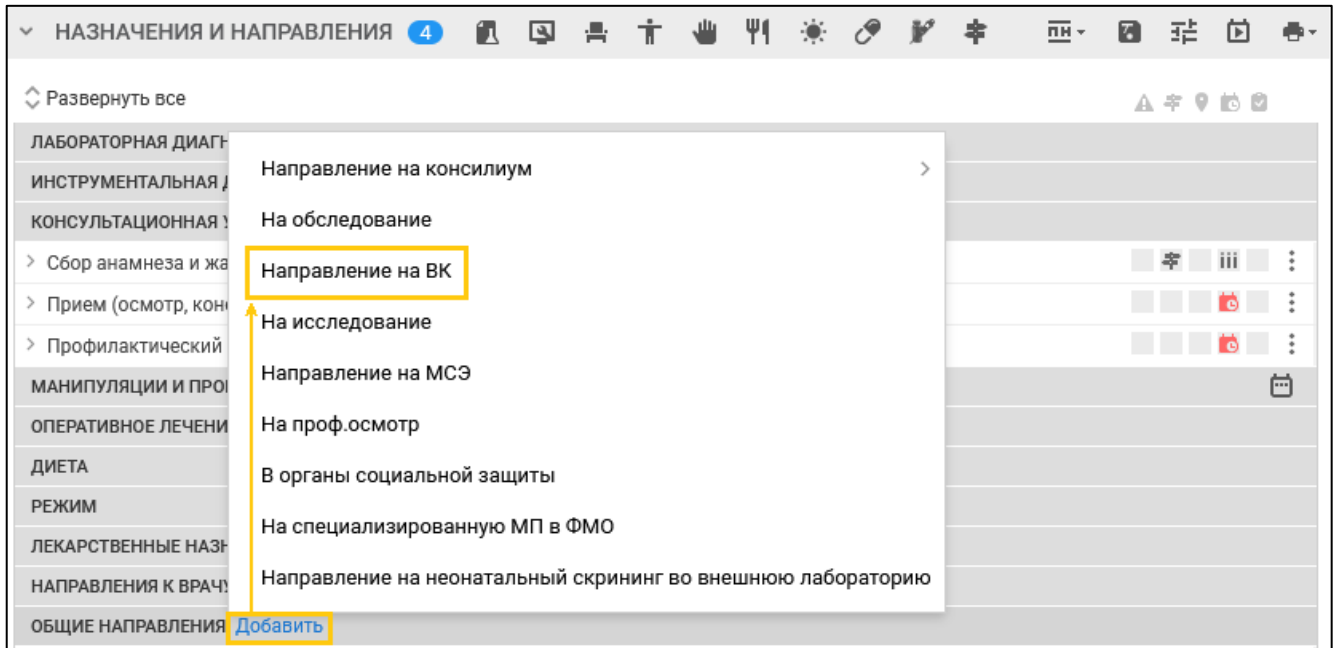 НАЗНАЧЕНИЯ И НАПРАВЛЕНИЯ 4 ПН
Развернуть все
ЛАБОРАТОРНАЯ ДИАГН
Направление на консилиум
ИНСТРУМЕНТАЛЬНАЯ
КОНСУЛЬТАЦИОННАЯ
На обследование
Сбор анамнеза и жа
Направление на ВК
Прием (осмотр, кон
На исследование
Профилактический
Направление на МСЭ
МАНИПУЛЯЦИИ И ПРО
ОПЕРАТИВНОЕ ЛЕЧЕНИ
На проф.осмотр
ДИЕТА
В органы социальной защиты
РЕЖИМ
На специализированную МП в ФМО
ЛЕКАРСТВЕННЫЕ НАЗН
НАПРАВЛЕНИЯ К ВРАЧ
Направление на неонатальный скрининг во внешнюю лабораторию
ОБЩИЕ НАПРАВЛЕНИЯ Добавить